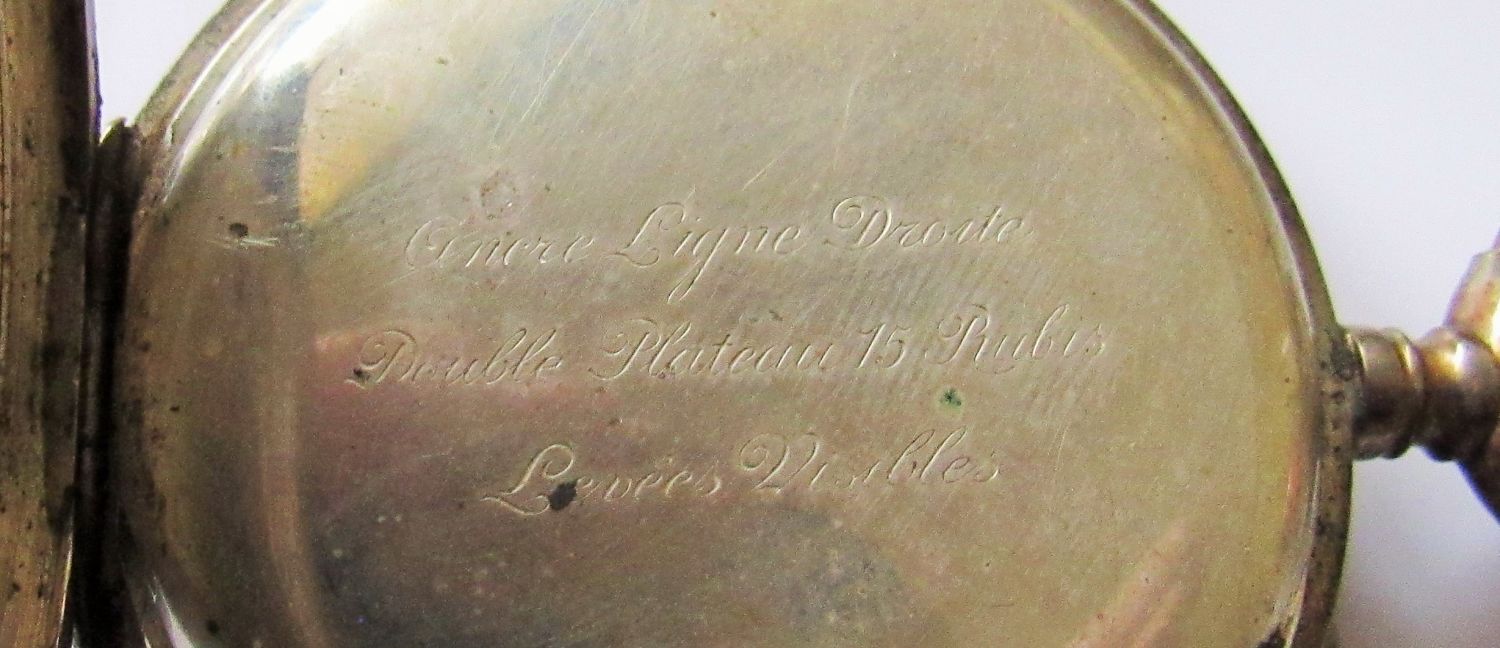 Ancre Ligne Droite
Double Plateau 15 Rubis
Levées Visibles